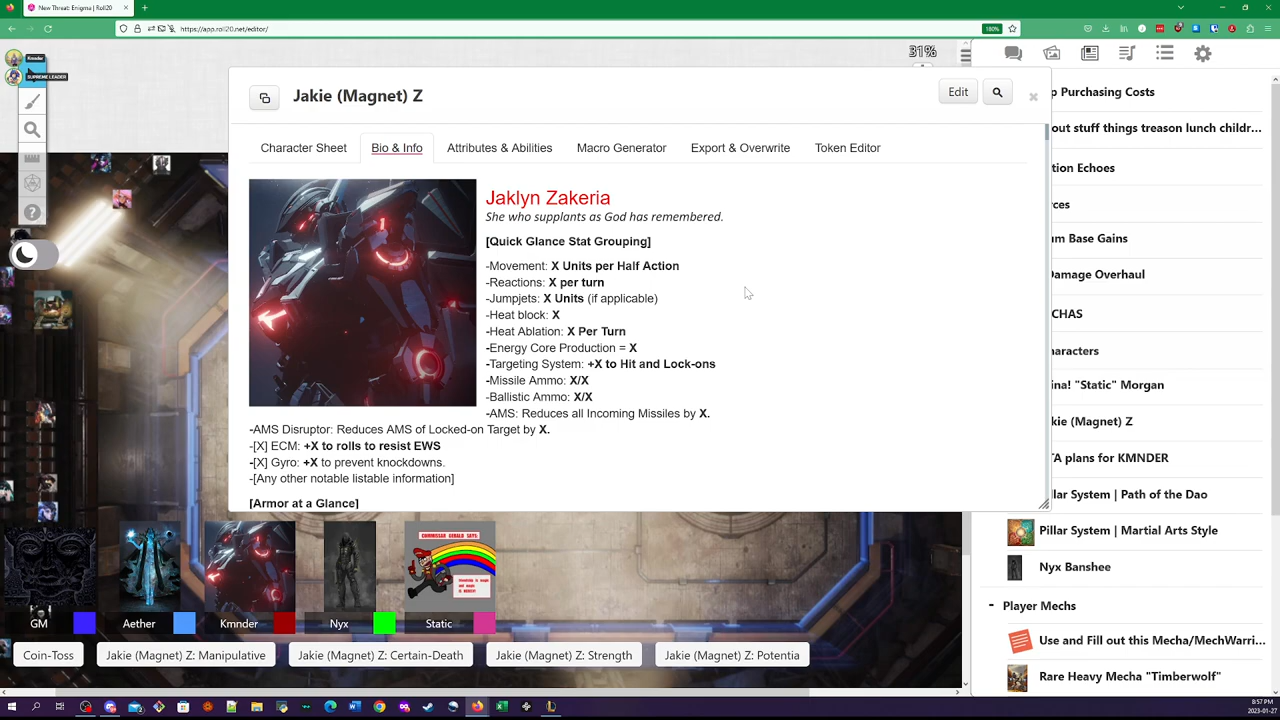 New Threat: Enigma | Roll20
https://app.roll20.net/editor/
180%
Kmnder
SUPREME LEADER
31%
Jakie (Magnet) Z
Edit
Character Sheet
Bio & Info
Attributes & Abilities
Macro Generator
Export & Overwrite
Token Editor
Jaklyn Zakeria
She who supplants as God has remembered.
[Quick Glance Stat Grouping]
-Movement: X Units per Half Action
-Reactions: X per turn
-Jumpjets: X Units (if applicable)
-Heat block: X
-Heat Ablation: X Per Turn
-Energy Core Production = X
-Targeting System: +X to Hit and Lock-ons
-Missile Ammo: X/X
-Ballistic Ammo: X/X
-AMS: Reduces all Incoming Missiles by X.
-AMS Disruptor: Reduces AMS of Locked-on Target by X.
-[X] ECM: +X to rolls to resist EWS
-[X] Gyro: +X to prevent knockdowns.
-[Any other notable listable information]
[Armor at a Glance]
p Purchasing Costs
out stuff things treason lunch childr...
tion Echoes
rces
m Base Gains
Damage Overhaul
CHAS
aracters
ina! "Static" Morgan
kie (Magnet) Z
TA plans for KMNDER
llar System | Path of the Dao
Pillar System | Martial Arts Style
Nyx Banshee
- Player Mechs
Use and Fill out this Mecha/MechWarri...
Rare Heavy Mecha "Timberwolf"
COMMISSAR GERALD SAYS:
GM
Aether
Kmnder
Nyx
Static
Coin-Toss
Jakie (Magnet) Z: Manipulative
Jakie (Magnet) Z: Certain-Death
Jakie (Magnet) Z: Strength
Jakie (Magnet) Z: Potentia
8:57 PM
2023-01-27